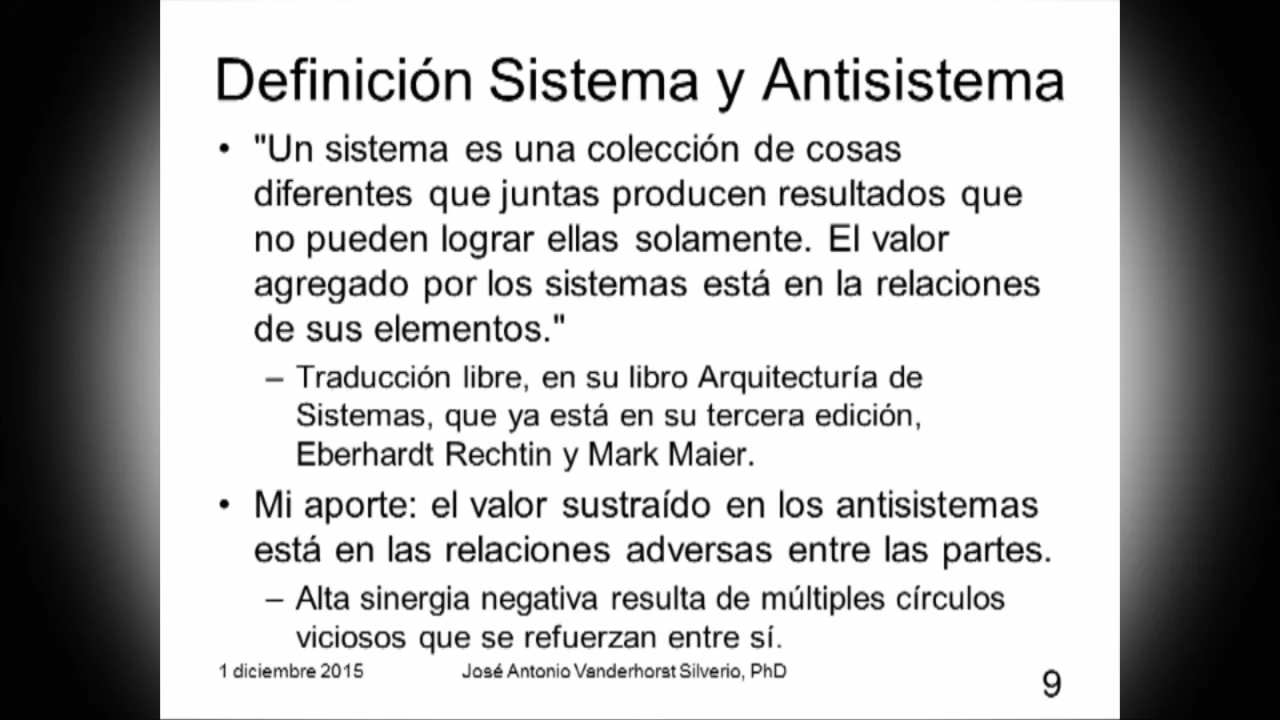 Definición Sistema y Antisistema
• "Un sistema es una colección de cosas
diferentes que juntas producen resultados que
no pueden lograr ellas solamente. El valor
agregado por los sistemas está en la relaciones
de sus elementos."
– Traducción libre, en su libro Arquitecturía de
Sistemas, que ya está en su tercera edición,
Eberhardt Rechtin y Mark Maier.
• Mi aporte: el valor sustraído en los antisistemas
está en las relaciones adversas entre las partes.
– Alta sinergia negativa resulta de múltiples círculos
viciosos que se refuerzan entre sí.
1 diciembre 2015 José Antonio Vanderhorst Silverio, PhD 9